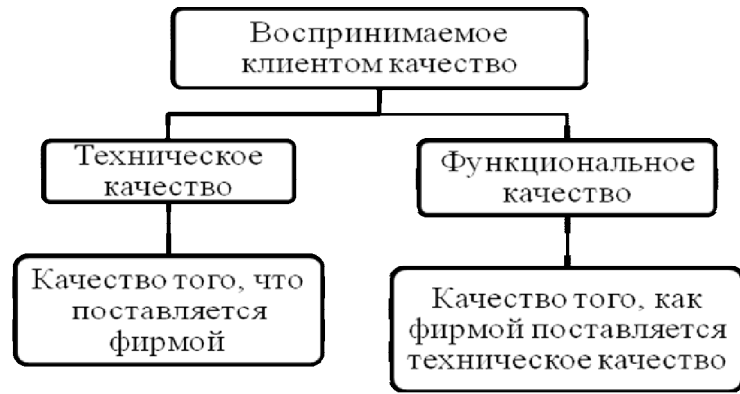 Воспринимаемое
клиентом качество
Техническое
качество
Функциональное
качество
Качество того, что
поставляется
фирмой
Качество того, как
фирмой поставляется
техническое качество